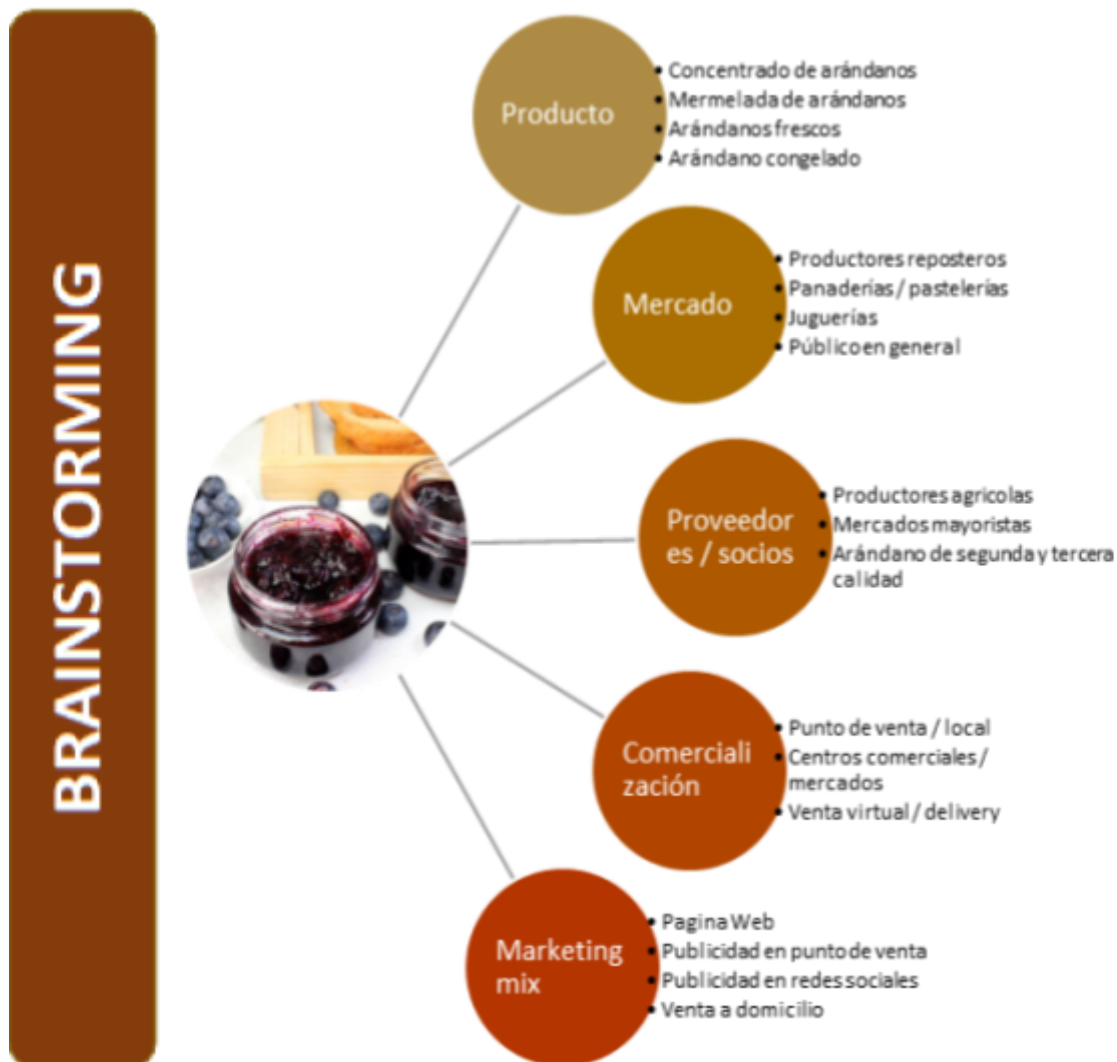 BRAINSTORMING
Producto
• Concentrado de arándanos
• Mermelada de arándanos
• Arándanos frescos
• Arándano congelado
Mercado
• Productores reposteros
• Panaderías / pastelerías
• Juguerías
• Público en general
Proveedor
es / socios
• Productores agricolas
• Mercados mayoristas
• Arándano de segunda y tercera
calidad
Comerciali
zación
• Punto de venta / local
• Centros comerciales /
mercados
• Venta virtual / delivery
Marketing
mix
• Pagina Web
• Publicidad en punto de venta
• Publicidad en redes sociales
• Venta a domicilio